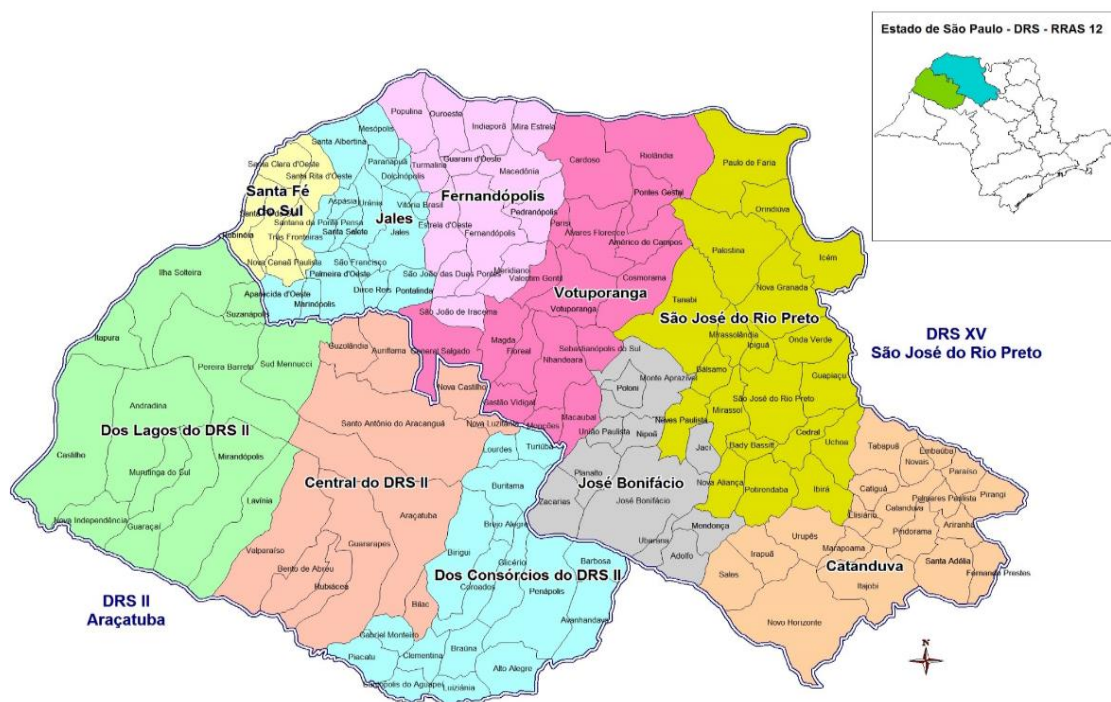 Estado de São Paulo - DRS - RRAS 12
DRS XV
São José do Rio Preto
DRS II
Araçatuba
Santa Fé
do Sul
Santa Clara d'Oeste
Santa Rita d'Oeste
Santana da Ponte Pensa
Três Fronteiras
Nova Canaã Paulista
Jales
Mesópolis
Santa Albertina
Paranapuã
Dolcinópolis
Aspásia
Urânia
Vitória Brasil
Santa Salete
Jales
São Francisco
Palmeira d'Oeste
Aparecida d'Oeste
Marinópolis
Dirce Reis
Pontalinda
Fernandópolis
Populina
Ouroeste
Indiaporã
Mira Estrela
Guarani d'Oeste
Turmalina
Macedônia
Pedranópolis
Estrela d'Oeste
Fernandópolis
São João das Duas Pontes
Meridiano
São João de Iracema
Votuporanga
Cardoso
Riolândia
Pontes Gestal
Parisi
Álvares Florence
Américo de Campos
Cosmorama
Valentim Gentil
Votuporanga
General Salgado
Magda
Floreal
Nhandeara
Sebastianópolis do Sul
Gastão Vidigal
Monções
Macaubal
São José do Rio Preto
Paulo de Faria
Orindiúva
Palestina
Icém
Nova Granada
Tanabi
Mirassolândia
Ipiguá
Onda Verde
Bálsamo
Guapiaçu
Mirassol
São José do Rio Preto
Neves Paulista
Bady Bassitt
Cedral
Uchoa
Nova Aliança
Potirendaba
Ibirá
José Bonifácio
Monte Aprazível
Poloni
União Paulista
Nipoã
Jaci
Planalto
Zacarias
José Bonifácio
Mendonça
Ubarana
Adolfo
Catanduva
Tabapuã
Embaúba
Novais
Paraíso
Catiguá
Palmares Paulista
Pirangi
Catanduva
Elisiário
Ariranha
Pindorama
Urupês
Marapoama
Irapuã
Santa Adélia
Fernando Prestes
Sales
Itajobi
Novo Horizonte
Dos Lagos do DRS II
Ilha Solteira
Suzanápolis
Itapura
Pereira Barreto
Sud Mennucci
Andradina
Castilho
Murutinga do Sul
Mirandópolis
Nova Independência
Guaraçaí
Lavínia
Central do DRS II
Guzolândia
Auriflama
Nova Castilho
Santo Antônio do Aracanguá
Nova Luzitânia
Araçatuba
Guararapes
Valparaíso
Bento de Abreu
Rubiácea
Bilac
Dos Consórcios do DRS II
Lourdes
Turiúba
Buritama
Brejo Alegre
Birigui
Glicério
Coroados
Barbosa
Penápolis
Avanhandava
Gabriel Monteiro
Braúna
Piacatu
Clementina
Alto Alegre
Santópolis do Aguapeí
Luiziânia